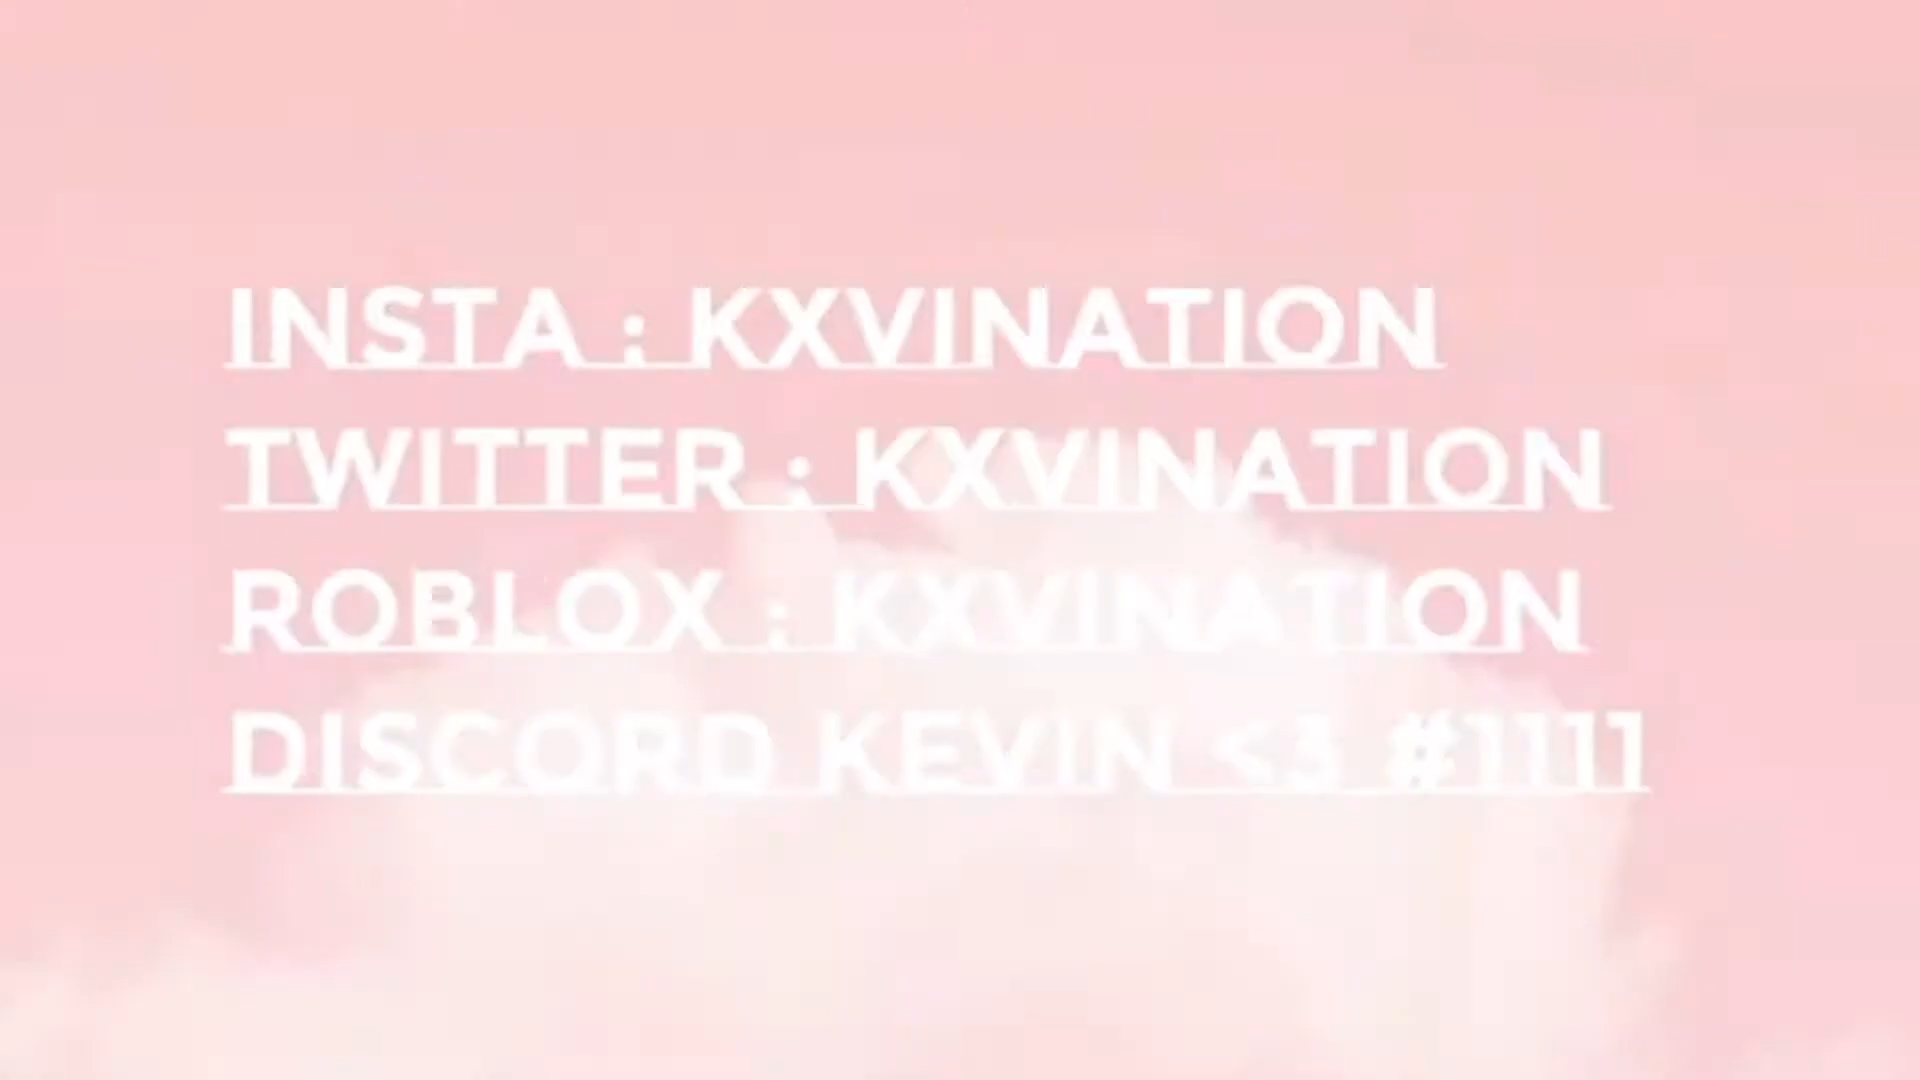 INSTA : KXVINATION
TWITTER : KXVINATION
ROBLOX : KXVINATION
DISCORD KEVIN <3 #1111